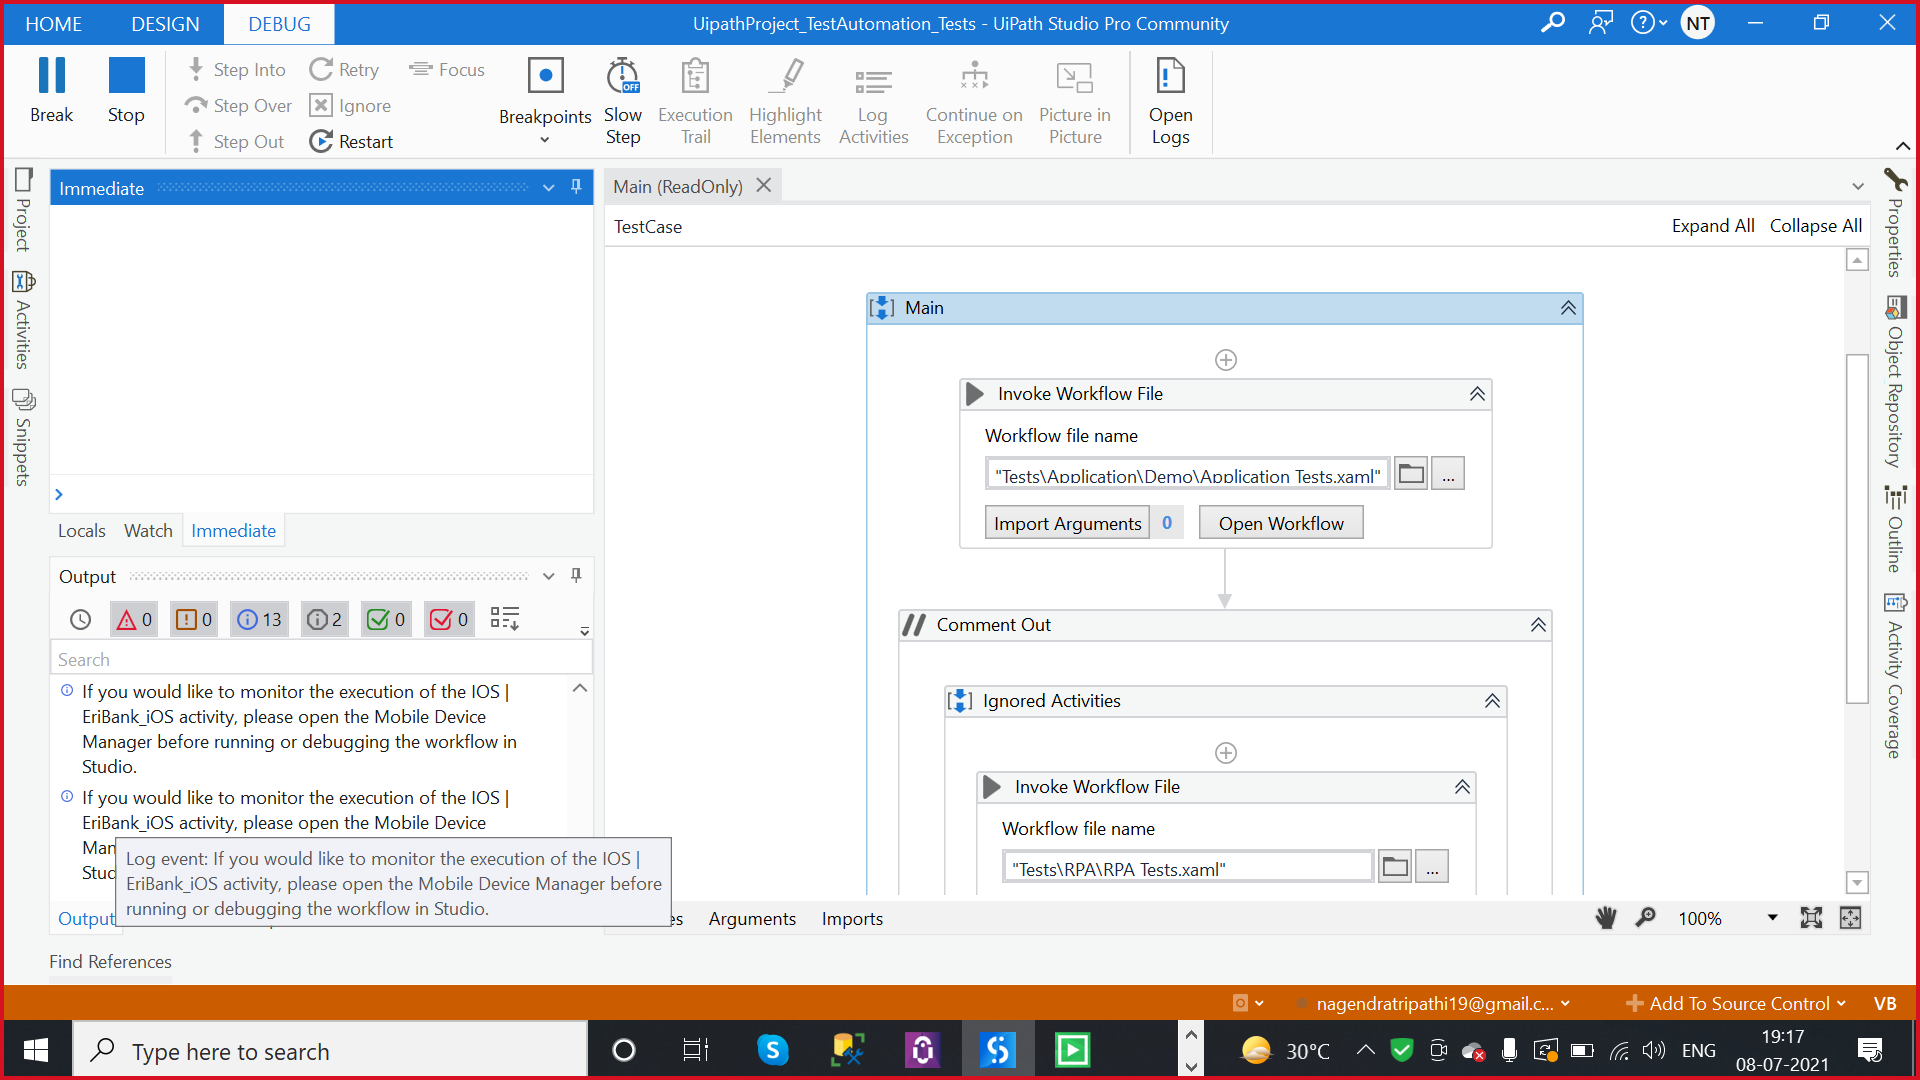 HOME DESIGN DEBUG UipathProject_TestAutomation_Tests - UiPath Studio Pro Community NT
Break Stop Step Into Retry Focus
Step Over Ignore
Step Out Restart
Breakpoints Slow Step Execution Trail Highlight Elements Log Activities Continue on Exception Picture in Picture Open Logs
Project
Activities
Snippets
Immediate
Locals Watch Immediate
Output
0 0 13 2 0 0
Search
If you would like to monitor the execution of the IOS |
EriBank_iOS activity, please open the Mobile Device
Manager before running or debugging the workflow in
Studio.
If you would like to monitor the execution of the IOS |
EriBank_iOS activity, please open the Mobile Device
Man
Stud
Log event: If you would like to monitor the execution of the IOS |
EriBank_iOS activity, please open the Mobile Device Manager before
running or debugging the workflow in Studio.
Output
Find References
Main (ReadOnly)
TestCase Expand All Collapse All
Main
Invoke Workflow File
Workflow file name
"Tests\Application\Demo\Application Tests.xaml"
...
Import Arguments 0 Open Workflow
// Comment Out
Ignored Activities
Invoke Workflow File
Workflow file name
"Tests\RPA\RPA Tests.xaml"
...
es Arguments Imports 100%
Properties
Object Repository
Outline
Activity Coverage
nagendratripathi19@gmail.c... Add To Source Control VB
Type here to search 30°C ENG 19:17
08-07-2021